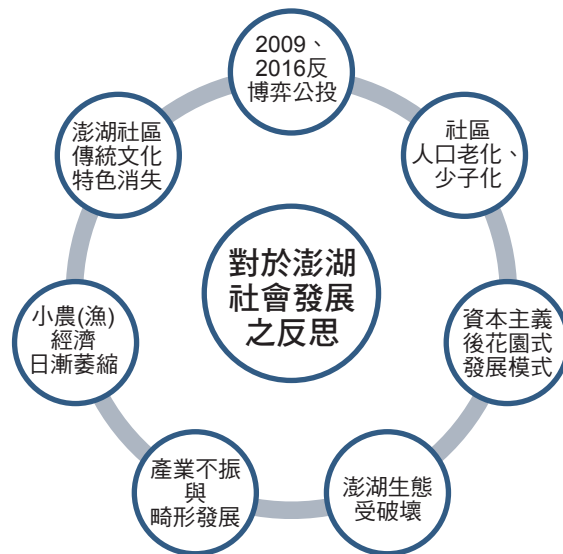 2009、
2016反
博弈公投
社區
人口老化、
少子化
資本主義
後花園式
發展模式
澎湖生態
受破壞
產業不振
與
畸形發展
小農(漁)
經濟
日漸萎縮
澎湖社區
傳統文化
特色消失
對於澎湖
社會發展
之反思